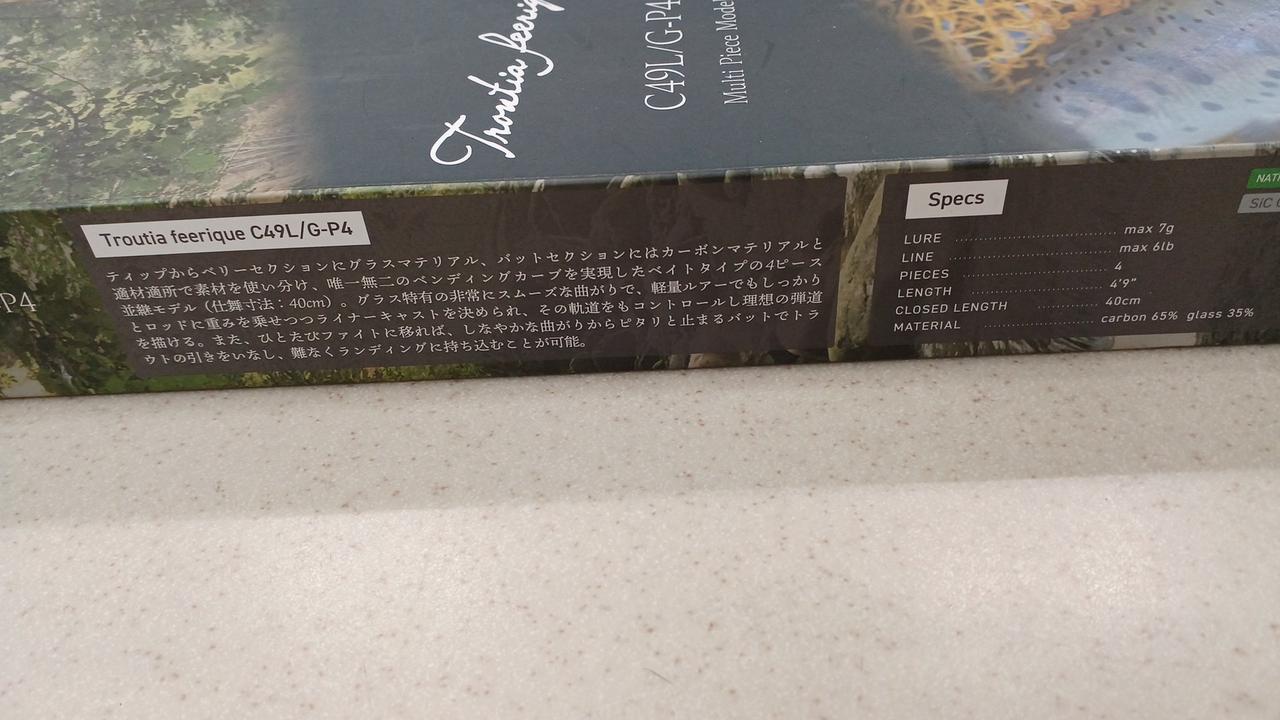 Troutia feerique
C49L/G-P4
Multi Piece Model
P4
Troutia feerique C49L/G-P4
ティップからベリーセクションにグラスマテリアル、バットセクションにはカーボンマテリアルと
適材適所で素材を使い分け、唯一無二のベンディングカーブを実現したベイトタイプの4ピース
並継モデル（仕舞寸法：40cm）。グラス特有の非常にスムーズな曲がりで、軽量ルアーでもしっかり
とロッドに重みを乗せつつライナーキャストを決められ、その軌道をもコントロールし理想の弾道
を描ける。また、ひとたびファイトに移れば、しなやかな曲がりからピタリと止まるバットでトラ
ウトの引きをいなし、難なくランディングに持ち込むことが可能。
Specs
LURE max 7g
LINE max 6lb
PIECES 4
LENGTH 4'9"
CLOSED LENGTH 40cm
MATERIAL carbon 65% glass 35%
SiC